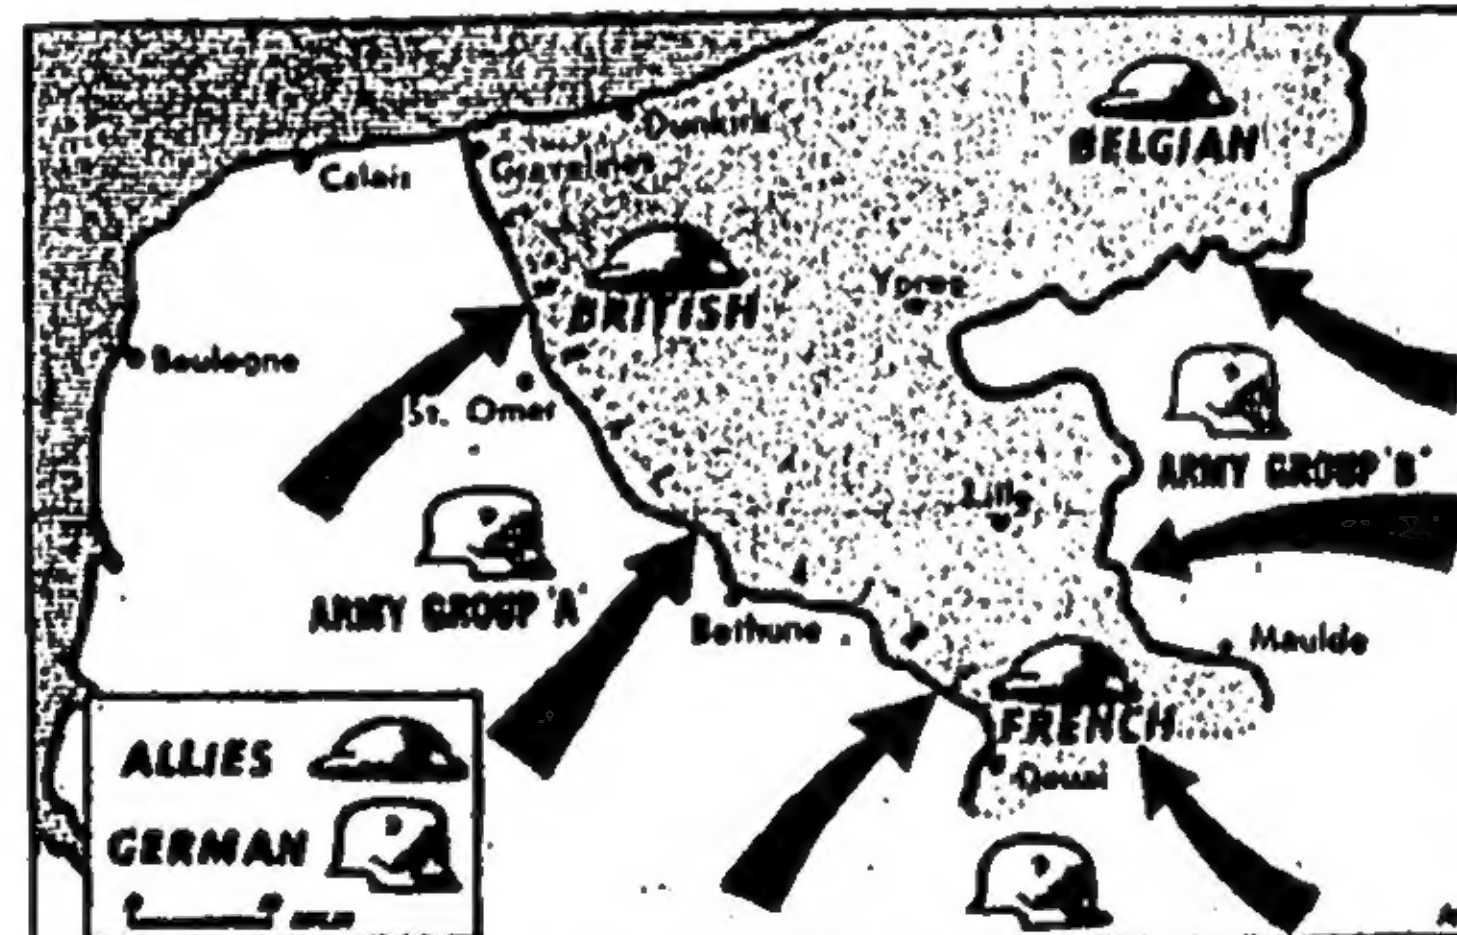 Dunkirk
BELGIAN
Calais
Gravelines
BRITISH
Ypres
Boulogne
St. Omer
ARMY GROUP 'B'
Lille
ARMY GROUP 'A'
Bethune
Maulde
FRENCH
Douai
ALLIES
GERMAN